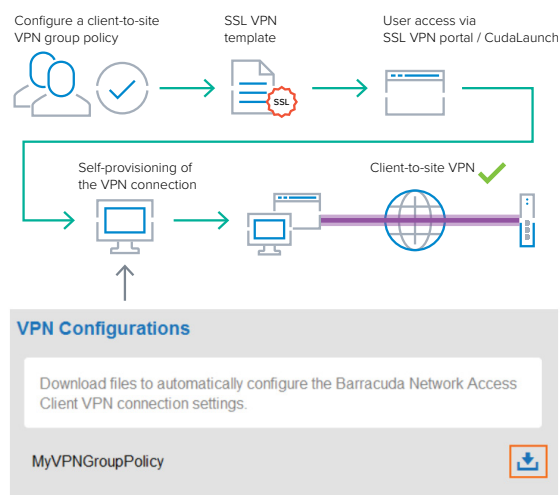 Configure a client-to-site
VPN group policy
SSL VPN
template
User access via
SSL VPN portal / CudaLaunch
SSL
Self-provisioning of
the VPN connection
Client-to-site VPN
VPN Configurations
Download files to automatically configure the Barracuda Network Access
Client VPN connection settings.
MyVPNGroupPolicy